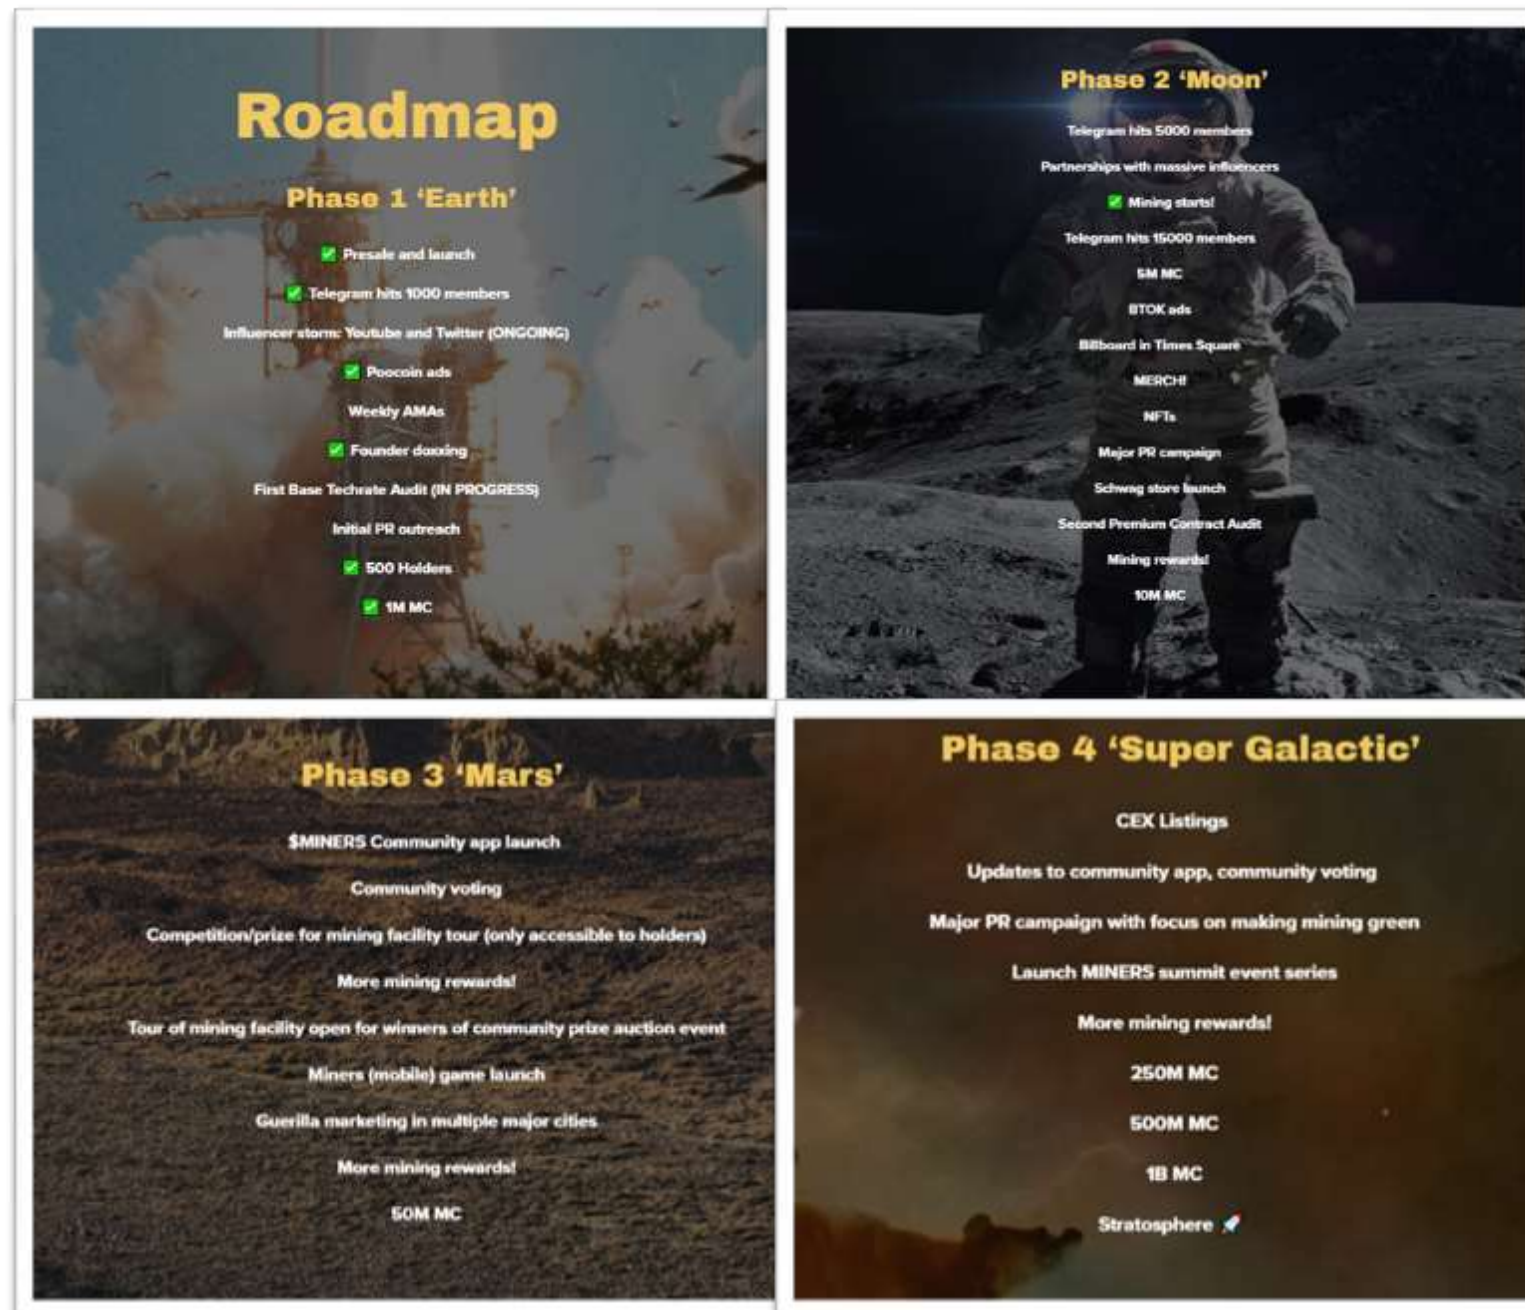 Roadmap
Phase 1 ‘Earth’
✅ Presale and launch
✅ Telegram hits 1000 members
Influencer storm: Youtube and Twitter (ONGOING)
✅ Poocoin ads
Weekly AMAs
✅ Founder doxxing
First Base Techrate Audit (IN PROGRESS)
Initial PR outreach
✅ 500 Holders
✅ 1M MC
Phase 2 ‘Moon’
Telegram hits 5000 members
Partnerships with massive influencers
✅ Mining starts!
Telegram hits 15000 members
5M MC
BTOK ads
Billboard in Times Square
MERCH!
NFTs
Major PR campaign
Schwag store launch
Second Premium Contract Audit
Mining rewards!
10M MC
Phase 3 ‘Mars’
$MINERS Community app launch
Community voting
Competition/prize for mining facility tour (only accessible to holders)
More mining rewards!
Tour of mining facility open for winners of community prize auction event
Miners (mobile) game launch
Guerilla marketing in multiple major cities
More mining rewards!
50M MC
Phase 4 ‘Super Galactic’
CEX Listings
Updates to community app, community voting
Major PR campaign with focus on making mining green
Launch MINERS summit event series
More mining rewards!
250M MC
500M MC
1B MC
Stratosphere 🚀